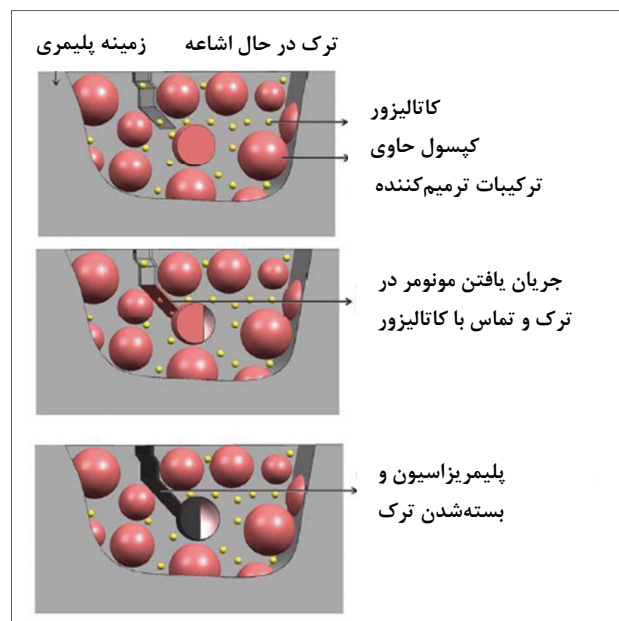 زمینه پلیمری
ترک در حال اشاعه
کاتالیزور
کپسول حاوی
ترکیبات ترمیم‌کننده
جریان یافتن مونومر در
ترک و تماس با کاتالیزور
پلیمریزاسیون و
بسته‌شدن ترک